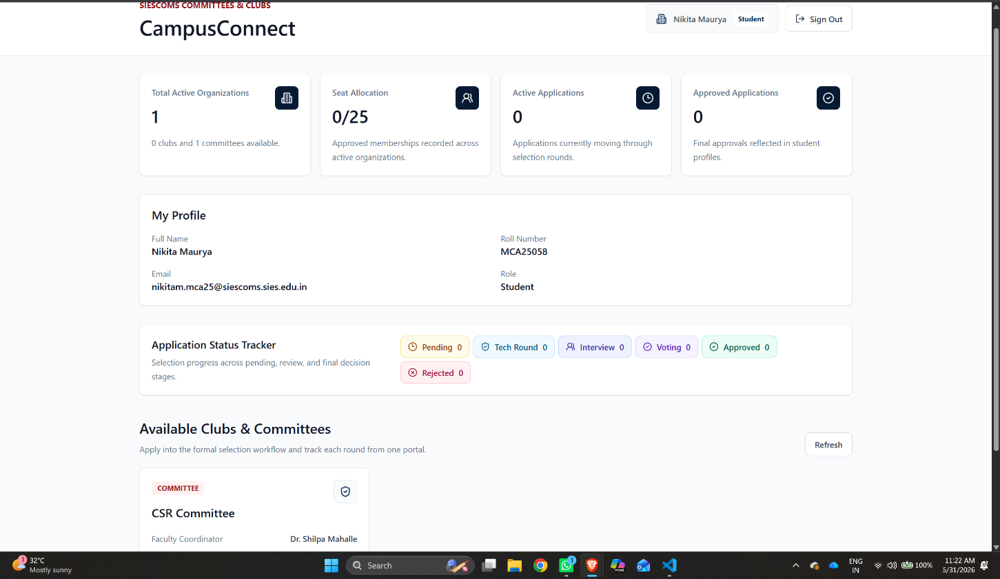 SIESCOMS COMMITTEES & CLUBS
CampusConnect
Nikita Maurya Student
Sign Out
Total Active Organizations
1
0 clubs and 1 committees available.
Seat Allocation
0/25
Approved memberships recorded across
active organizations.
Active Applications
0
Applications currently moving through
selection rounds.
Approved Applications
0
Final approvals reflected in student
profiles.
My Profile
Full Name
Nikita Maurya
Roll Number
MCA25058
Email
nikitam.mca25@siescoms.sies.edu.in
Role
Student
Application Status Tracker
Selection progress across pending, review, and final decision
stages.
Pending 0
Tech Round 0
Interview 0
Voting 0
Approved 0
Rejected 0
Available Clubs & Committees
Apply into the formal selection workflow and track each round from one portal.
Refresh
COMMITTEE
CSR Committee
Faculty Coordinator Dr. Shilpa Mahalle
1
32°C
Mostly sunny
Search
1
ENG
IN
100%
11:22 AM
5/31/2026